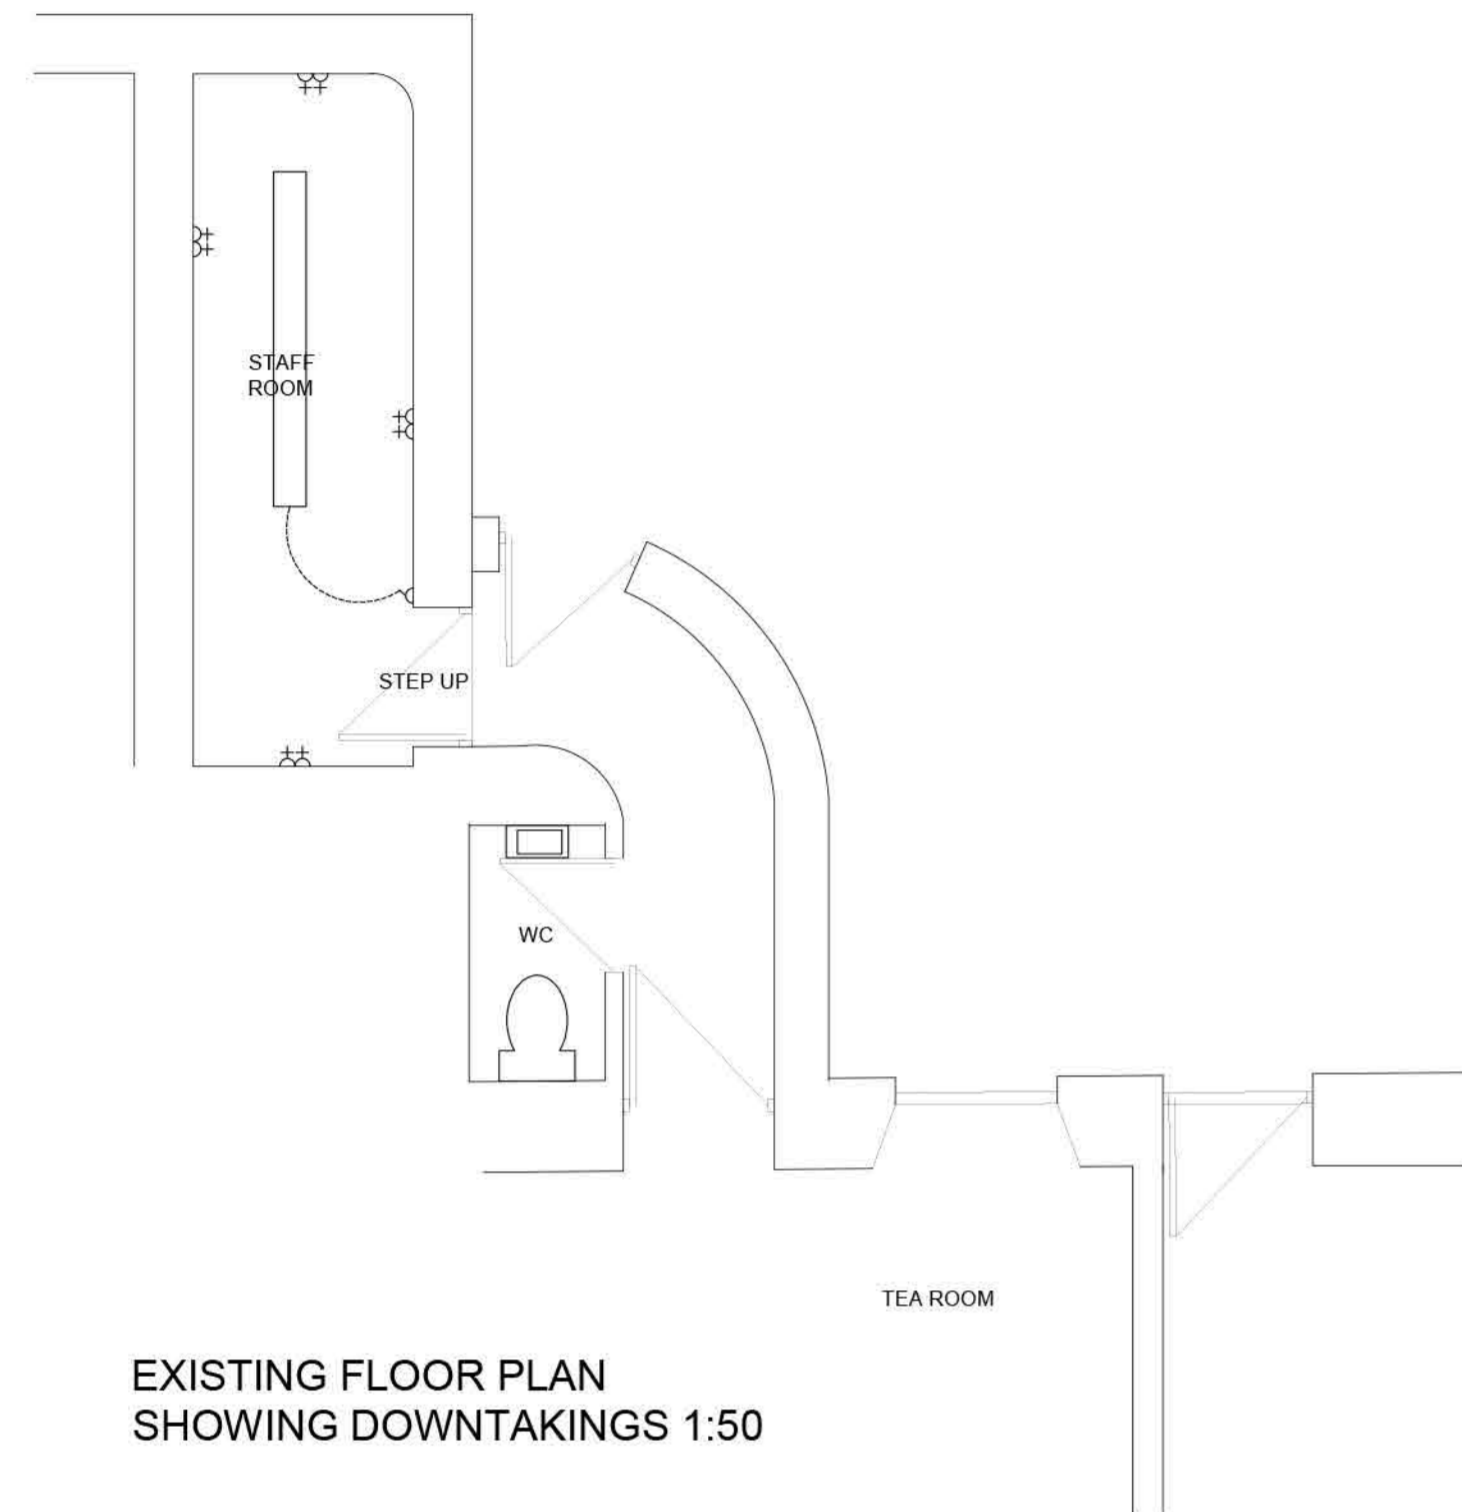 STAFF
ROOM
STEP UP
WC
TEA ROOM
EXISTING FLOOR PLAN
SHOWING DOWNTAKINGS 1:50